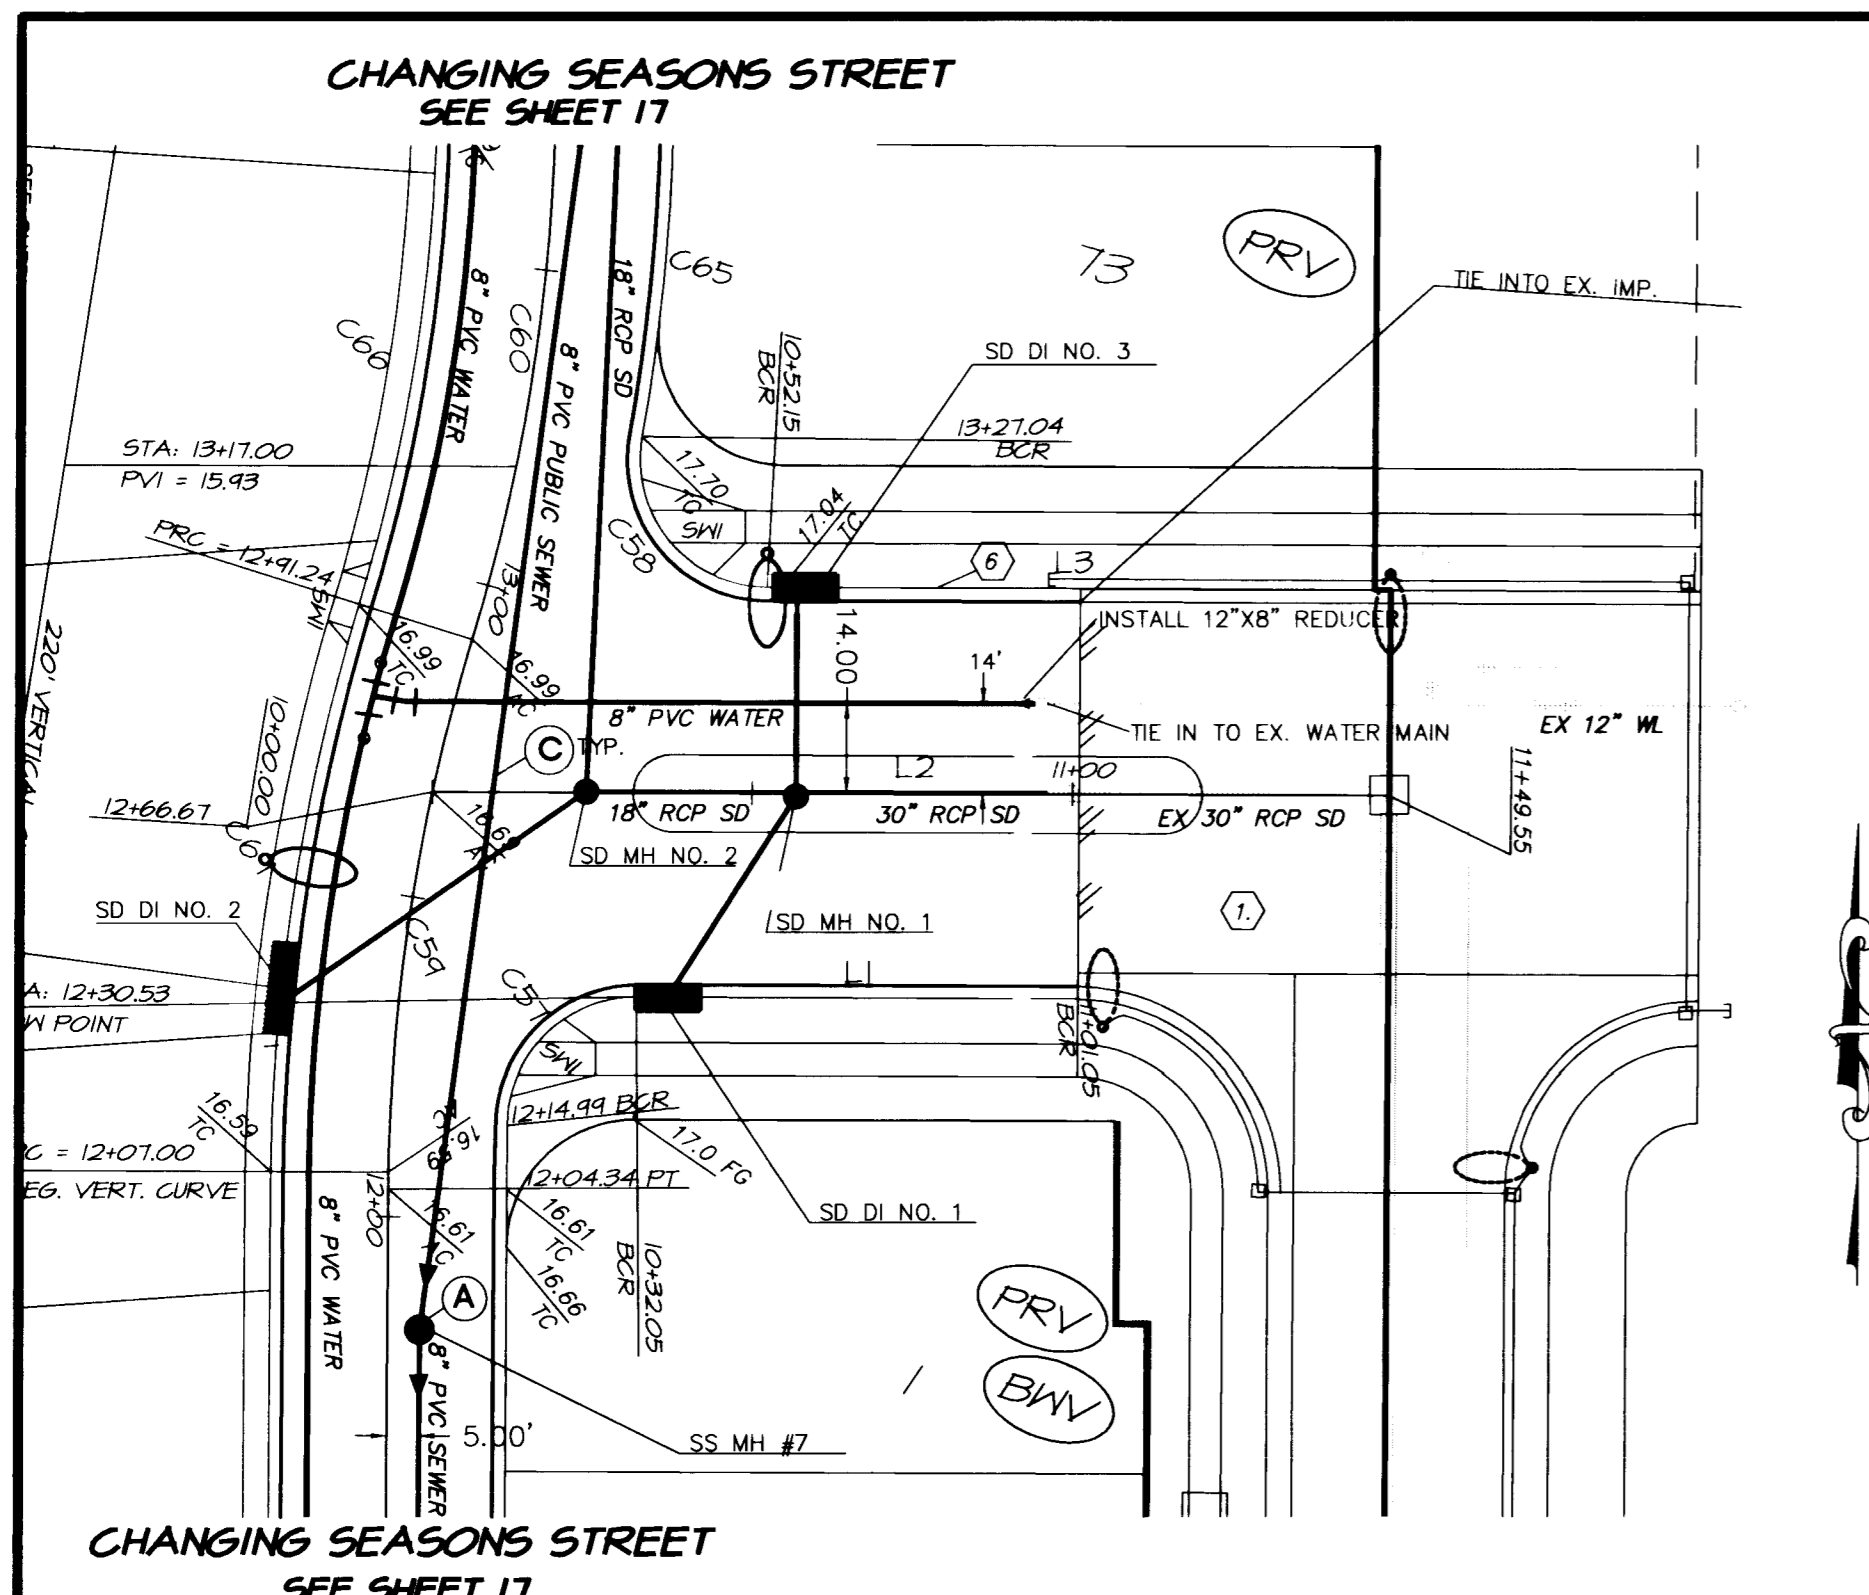 CHANGING SEASONS STREET
SEE SHEET 17
8" PVC WATER
C60
8" PVC PUBLIC SEWER
18" RCP SD
C65
73
PRV
TIE INTO EX. IMP.
C66
10+52.15
BCR
SD DI NO. 3
STA: 13+17.00
PVI = 15.93
13+27.04
BCR
17.70
TC
SWI
17.04
TC
C58
PRC = 12+91.24
SWI
13+00
6
L3
INSTALL 12"X8" REDUCER
220' VERTICAL
16.99
TC
16.99
14.00
14'
8" PVC WATER
TIE IN TO EX. WATER MAIN
EX 12" WL
10+00.00
C
TYP.
L2
11+00
12+66.67
18" RCP SD
30" RCP SD
EX 30" RCP SD
11+49.55
SD MH NO. 2
SD DI NO. 2
C59
SD MH NO. 1
1.
L1
A: 12+30.53
W POINT
C57
SWI
11+01.05
BCR
16.59
TC
12+14.99 BCR
17.0 FG
C = 12+07.00
EG. VERT. CURVE
12+04.34 PT
12+00
16.61
TC
16.61
TC
16.66
TC
SD DI NO. 1
10+32.05
BCR
8" PVC WATER
A
PRV
BWV
5.00'
8" PVC SEWER
SS MH #7
CHANGING SEASONS STREET
SEE SHEET 17